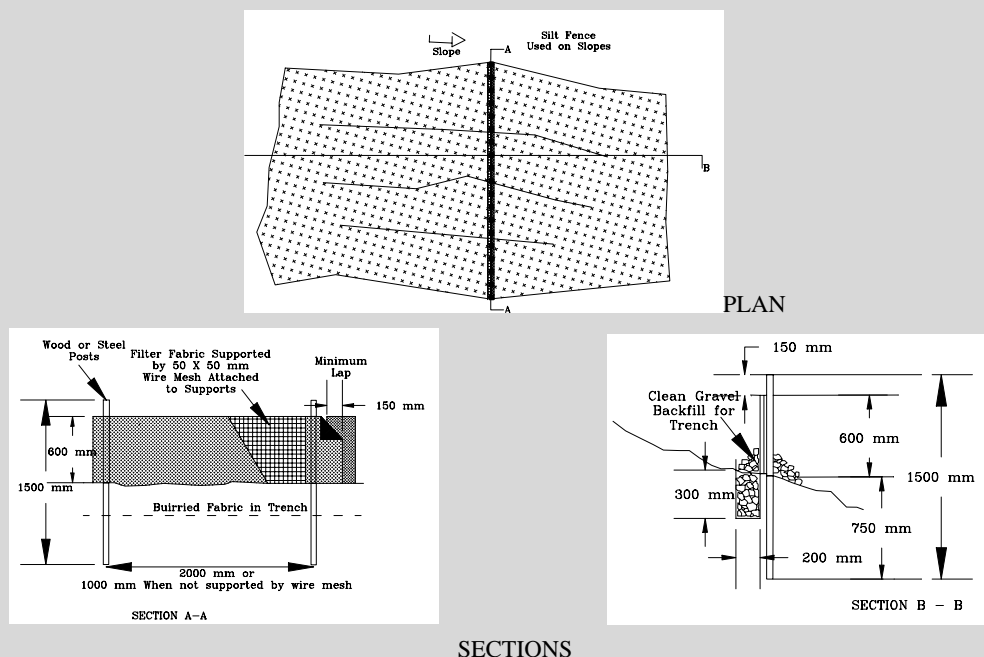 Silt Fence
Used on Slopes
Slope
A
B
A
PLAN
Wood or Steel
Posts
Filter Fabric Supported
by 50 X 50 mm
Wire Mesh Attached
to Supports
Minimum
Lap
150 mm
600 mm
1500 mm
Buirried Fabric in Trench
2000 mm or
1000 mm When not supported by wire mesh
SECTION A-A
150 mm
Clean Gravel
Backfill for
Trench
600 mm
1500 mm
300 mm
750 mm
200 mm
SECTION B - B
SECTIONS